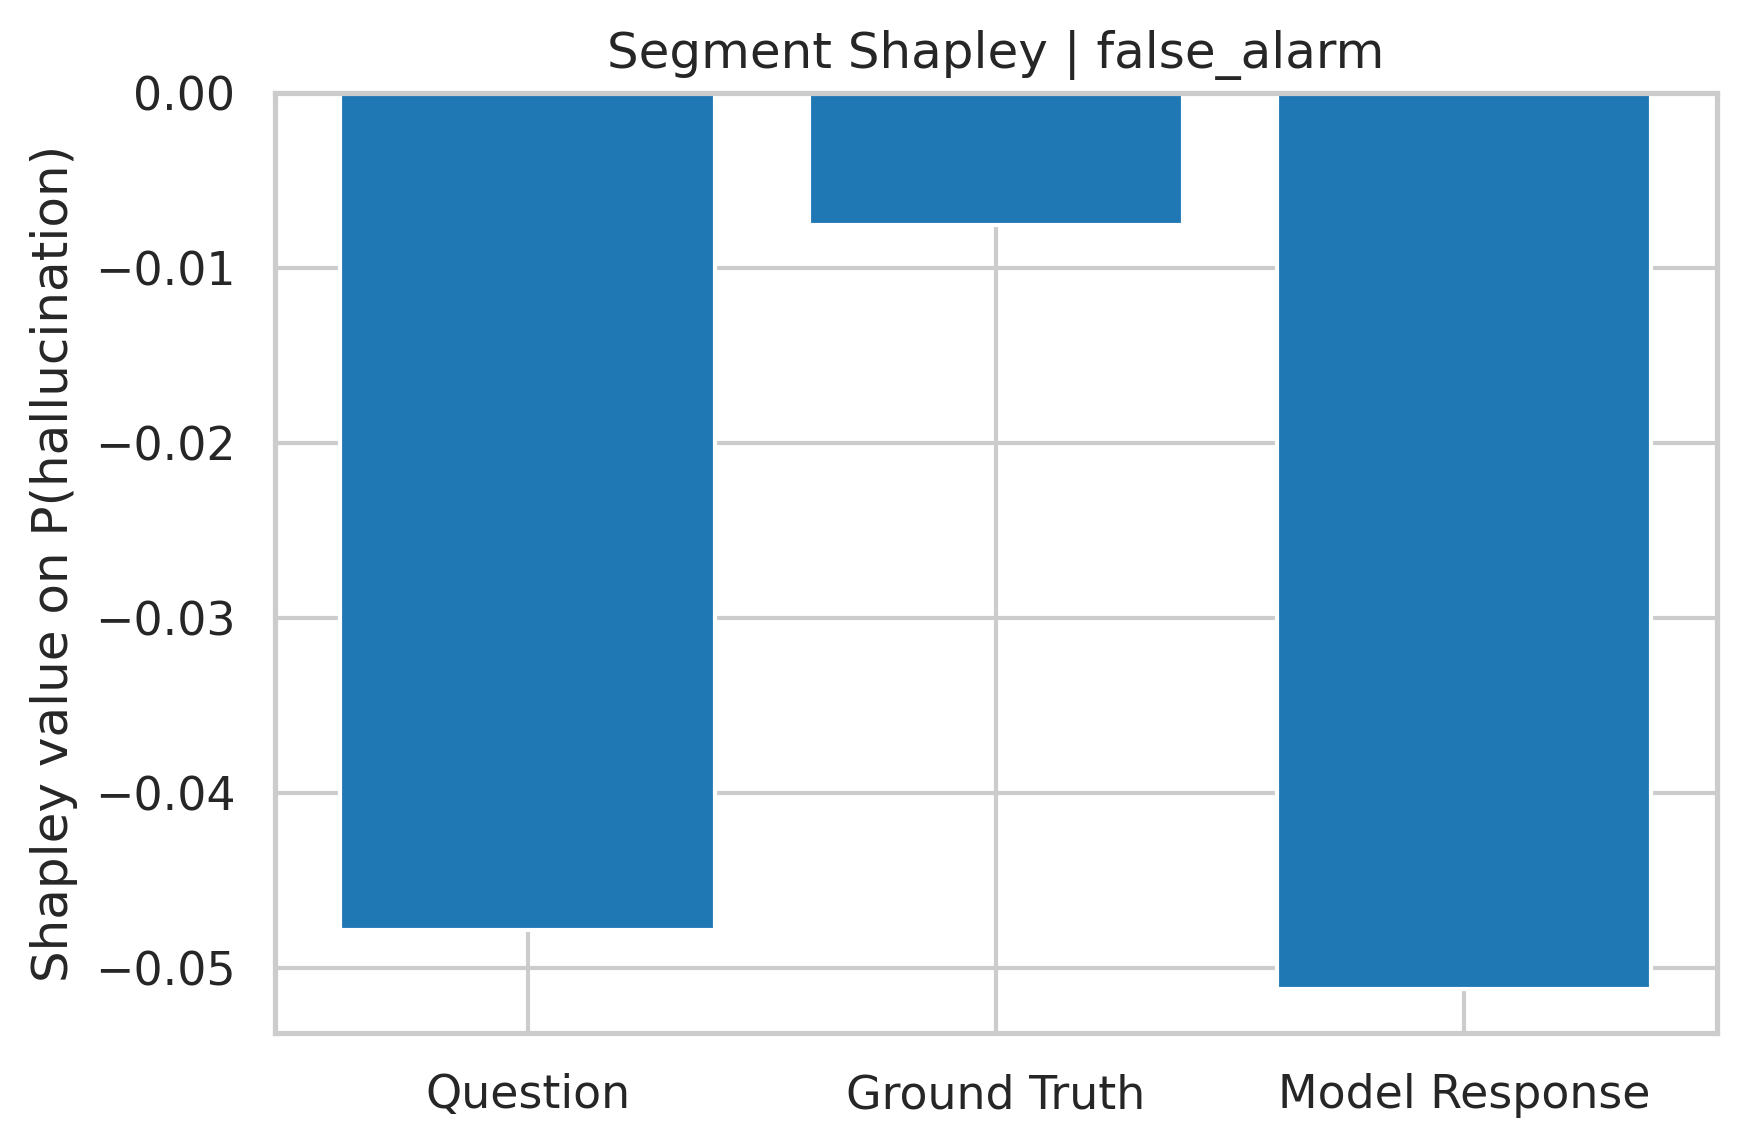 Segment Shapley | false_alarm
Shapley value on P(hallucination)
0.00
−0.01
−0.02
−0.03
−0.04
−0.05
Question
Ground Truth
Model Response